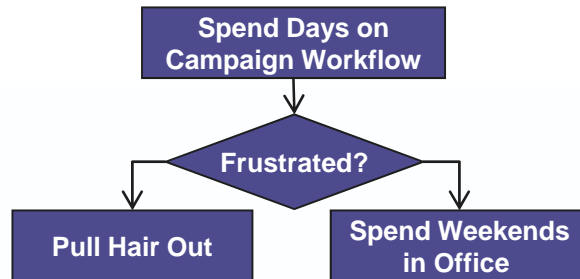 Spend Days on
Campaign Workflow
Frustrated?
Pull Hair Out
Spend Weekends
in Office